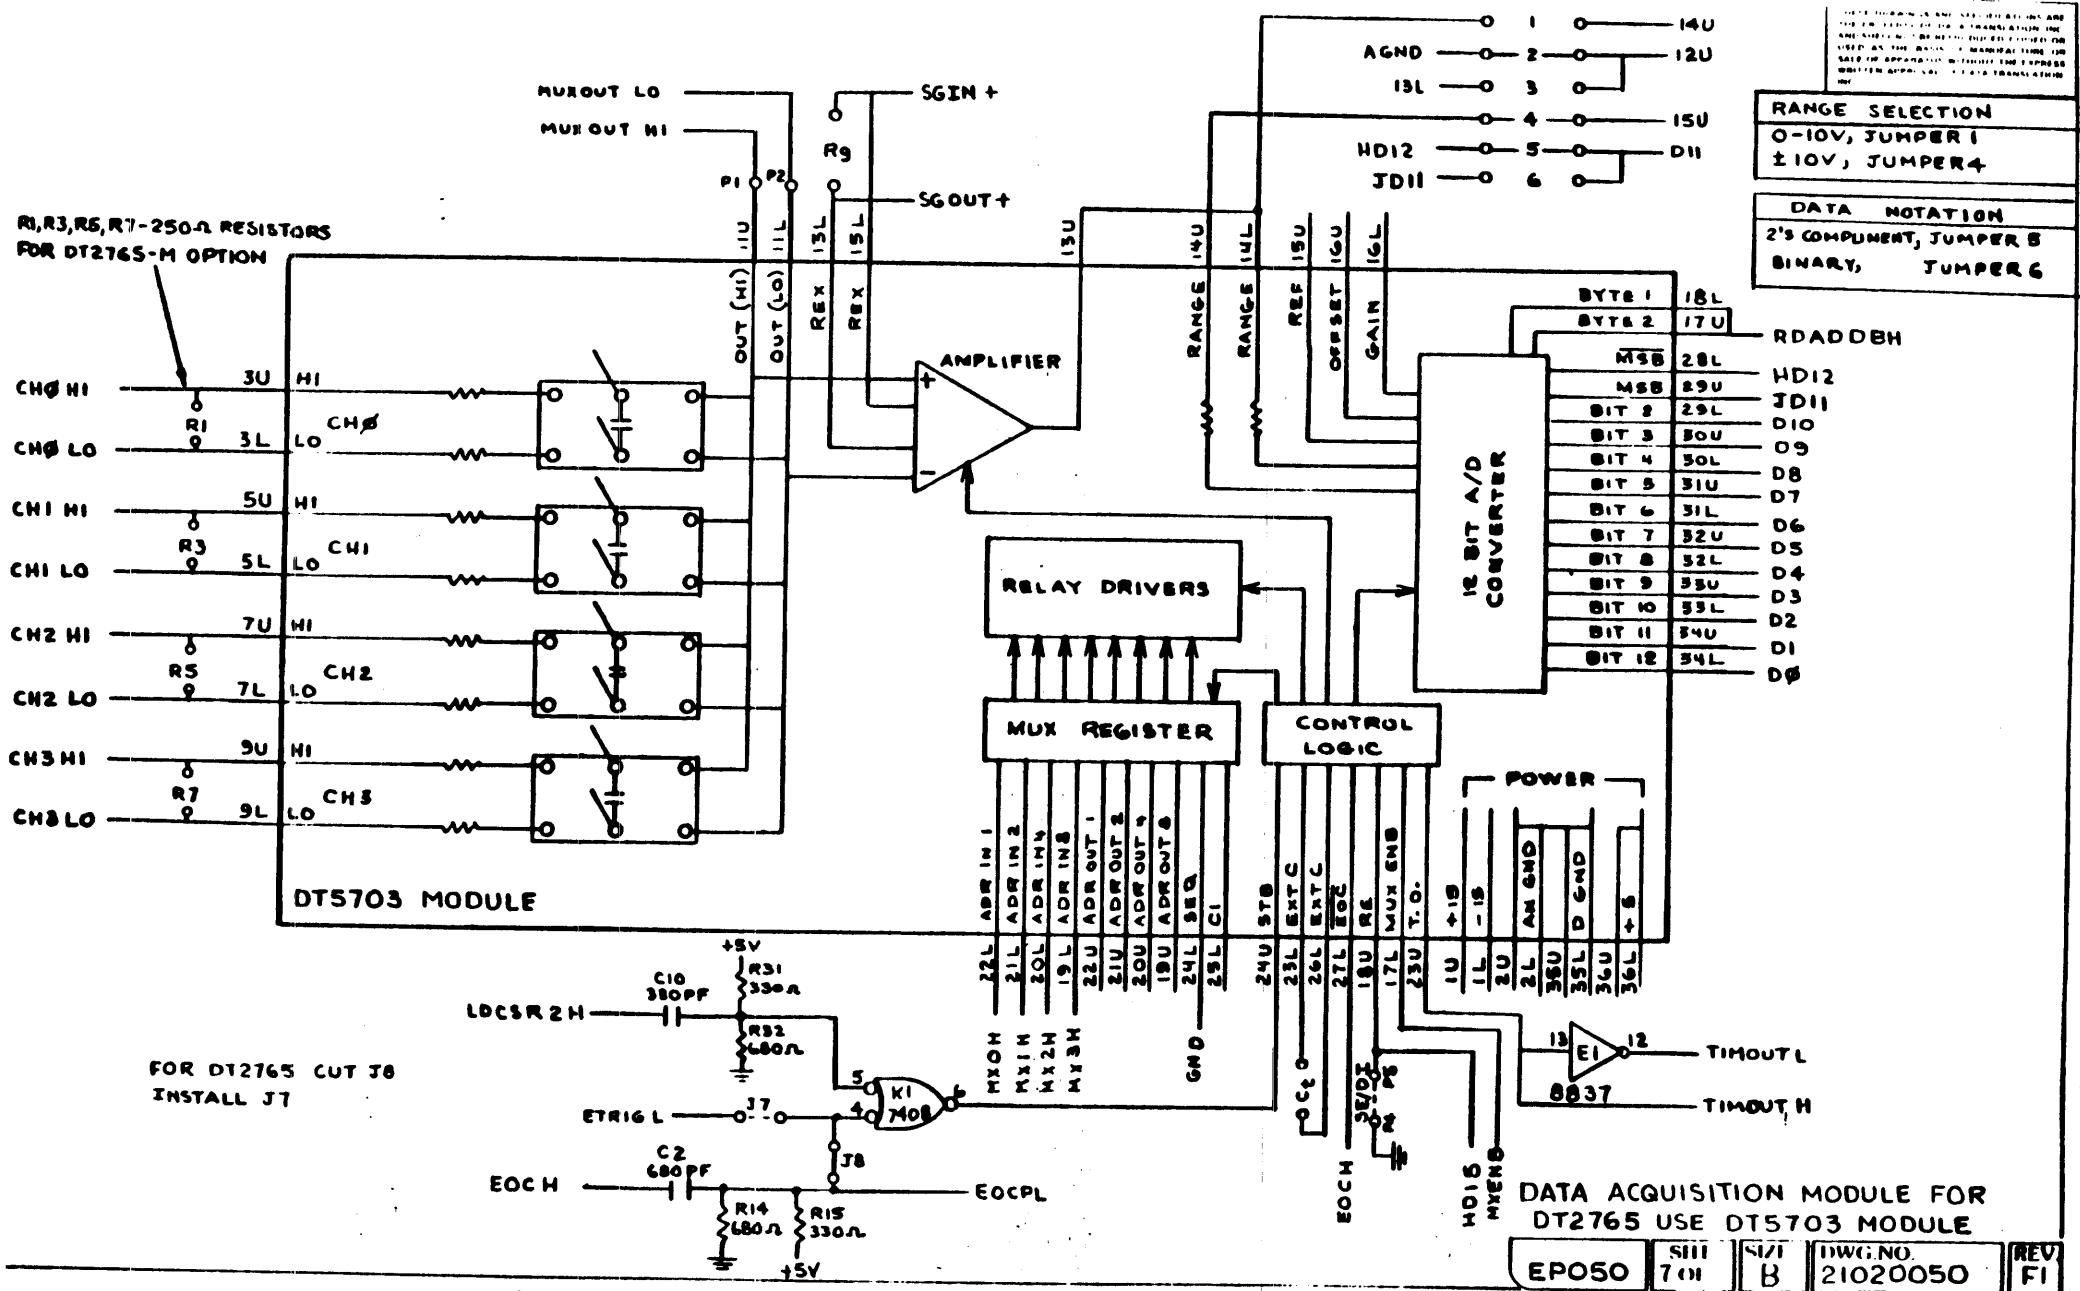 1 14U
AGND 2 12U
13L 3
4 15U
HD12 5 D11
JD11 6
RANGE SELECTION
0-10V, JUMPER 1
±10V, JUMPER 4
DATA NOTATION
2'S COMPLIMENT, JUMPER 5
BINARY, JUMPER 6
MUXOUT LO
MUXOUT HI
SGIN +
Rg
P1 P2
SGOUT +
R1,R3,R5,R7-250Ω RESISTORS
FOR DT2765-M OPTION
11U 11L 13L 15L 13U 14U 14L 15U 16U 16L
OUT (HI) OUT (LO) REX REX RANGE RANGE REF OFFSET GAIN
AMPLIFIER
+
-
CHØ HI 3U HI
R1 CHØ
CHØ LO 3L LO
CH1 HI 5U HI
R3 CH1
CH1 LO 5L LO
CH2 HI 7U HI
R5 CH2
CH2 LO 7L LO
CH3 HI 9U HI
R7 CH3
CH3 LO 9L LO
DT5703 MODULE
12 BIT A/D
CONVERTER
BYTE 1 18L
BYTE 2 17U RDADDBH
MSB 28L HD12
MSB 29U JD11
BIT 2 29L D10
BIT 3 30U D9
BIT 4 30L D8
BIT 5 31U D7
BIT 6 31L D6
BIT 7 32U D5
BIT 8 32L D4
BIT 9 33U D3
BIT 10 33L D2
BIT 11 34U D1
BIT 12 34L DØ
RELAY DRIVERS
MUX REGISTER
CONTROL
LOGIC
POWER
22L ADR IN 1
21L ADR IN 2
20L ADR IN 4
19L ADR IN 8
22U ADR OUT 1
21U ADR OUT 2
20U ADR OUT 4
19U ADR OUT 8
24L SEQ
25L CI
24U STB
23L EXTC
26L EXTC
27L EOC
18U RE
17L MUX ENB
23U T.O.
1U +15
1L -15
2U
2L AN GND
35U
35L D GND
36U
36L +5
MX0H
MX1H
MX2H
MX3H
GND
Ct
EOCH
SE/DI
P5
P4
HD15
MXENB
+5V
R31
330Ω
C10
330PF
LDCSR2H
R32
680Ω
FOR DT2765 CUT J8
INSTALL J7
5
4
K1
7408
6
ETRIG L J7
J8
C2
680PF
EOC H
EOCPL
R14
680Ω
R15
330Ω
+5V
13 E1 12 TIMOUT L
8837
TIMOUT H
DATA ACQUISITION MODULE FOR
DT2765 USE DT5703 MODULE
EP050
SHT
7 OF
SIZE
B
DWG.NO.
21020050
REV
F1